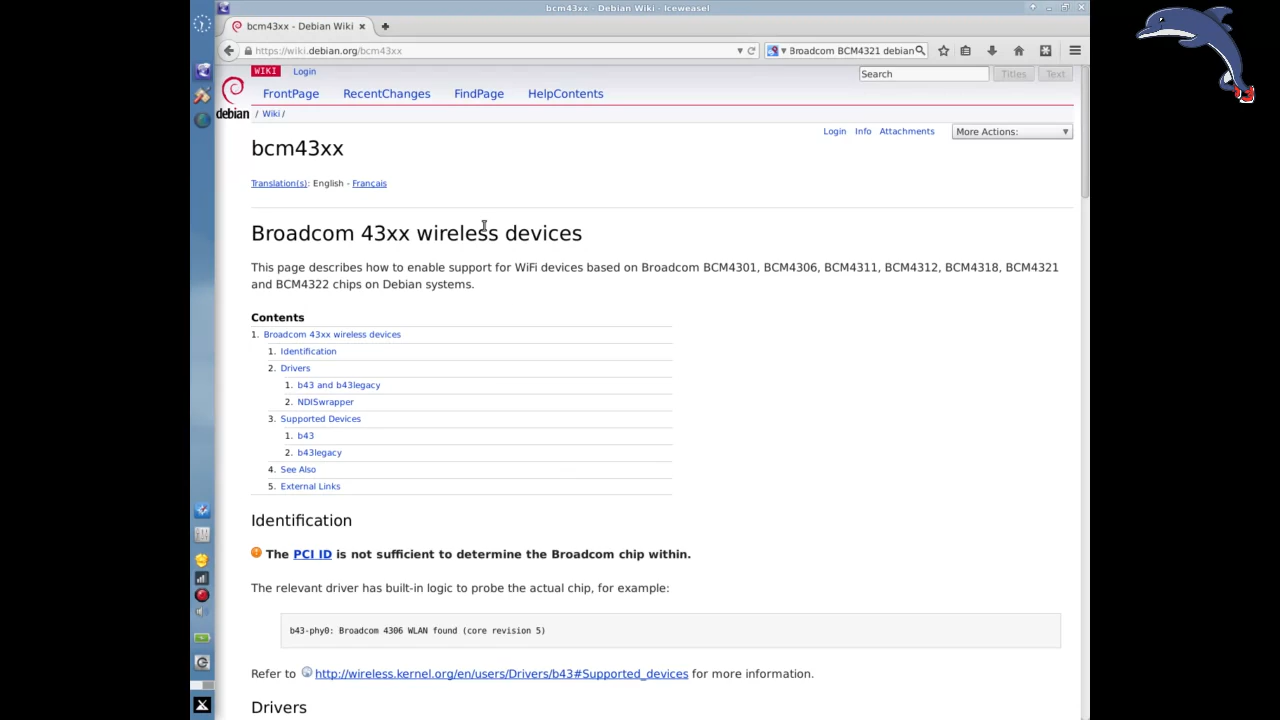 bcm43xx - Debian Wiki - Iceweasel
bcm43xx - Debian Wiki
https://wiki.debian.org/bcm43xx
Broadcom BCM4321 debian
WIKI Login
Search Titles Text
FrontPage RecentChanges FindPage HelpContents
debian / Wiki /
Login Info Attachments More Actions:
bcm43xx
Translation(s): English - Français
Broadcom 43xx wireless devices
This page describes how to enable support for WiFi devices based on Broadcom BCM4301, BCM4306, BCM4311, BCM4312, BCM4318, BCM4321
and BCM4322 chips on Debian systems.
Contents
1. Broadcom 43xx wireless devices
1. Identification
2. Drivers
1. b43 and b43legacy
2. NDISwrapper
3. Supported Devices
1. b43
2. b43legacy
4. See Also
5. External Links
Identification
The PCI ID is not sufficient to determine the Broadcom chip within.
The relevant driver has built-in logic to probe the actual chip, for example:
b43-phy0: Broadcom 4306 WLAN found (core revision 5)
Refer to http://wireless.kernel.org/en/users/Drivers/b43#Supported_devices for more information.
Drivers